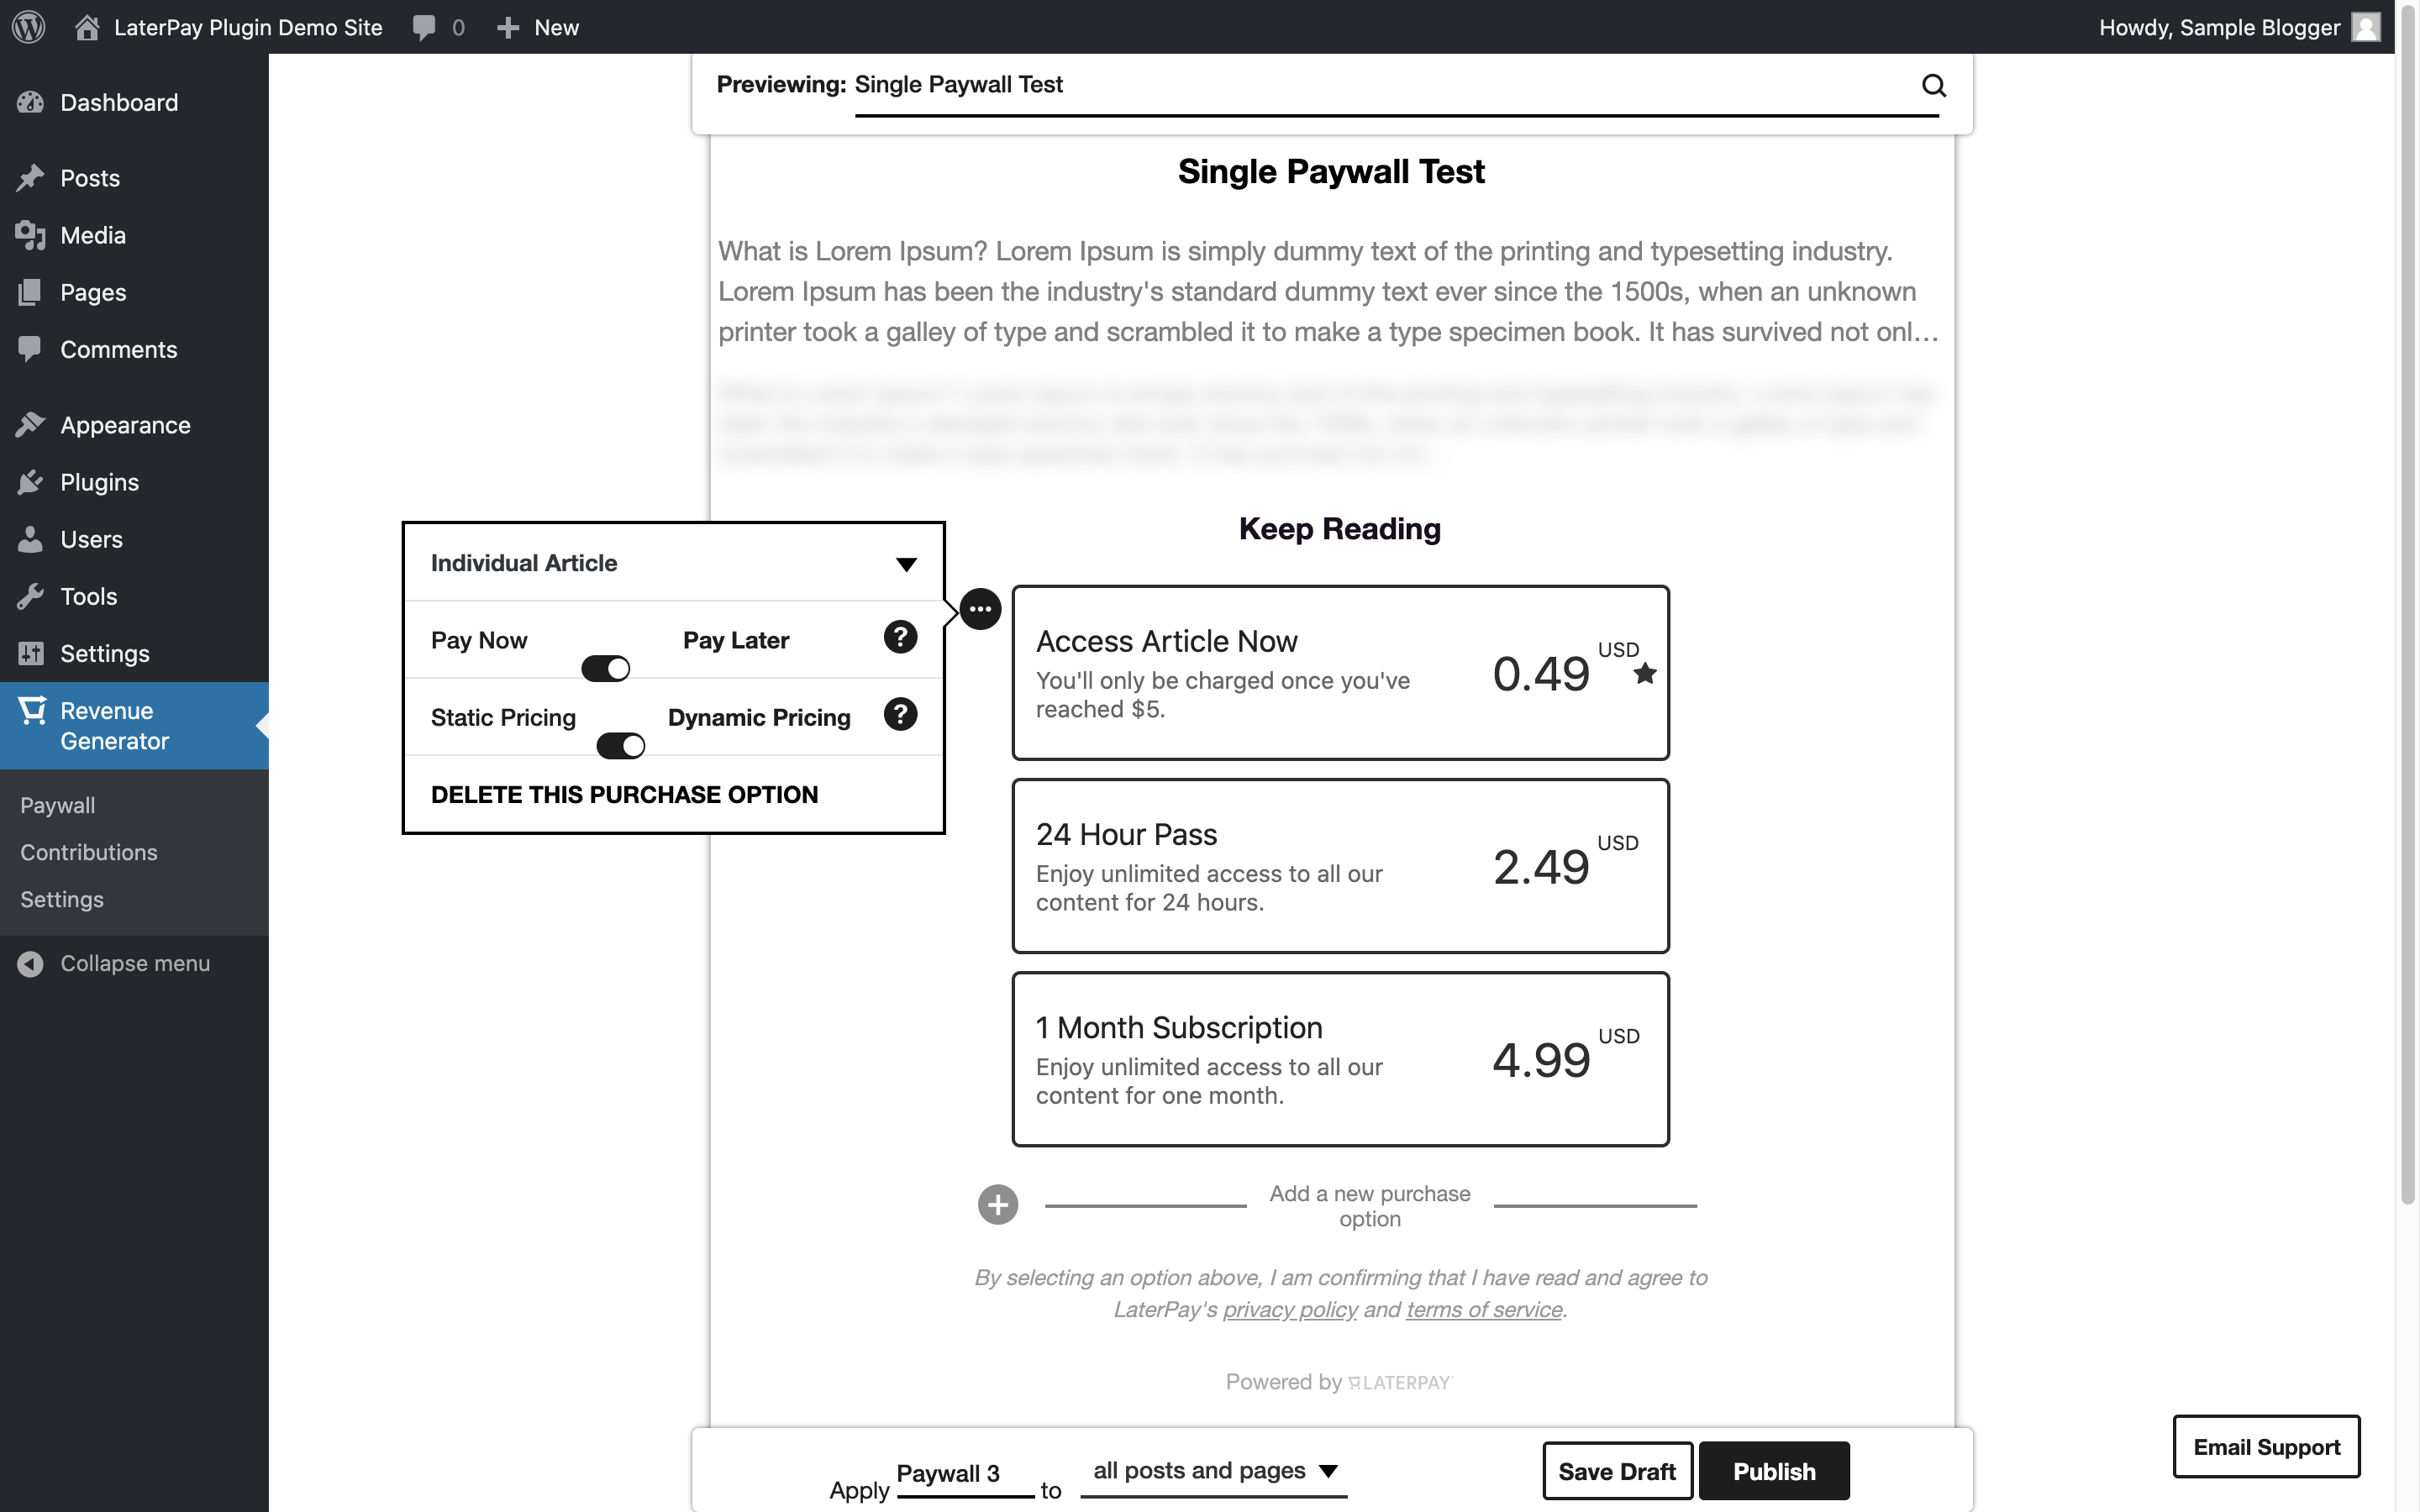 LaterPay Plugin Demo Site
0
New
Howdy, Sample Blogger
Dashboard
Posts
Media
Pages
Comments
Appearance
Plugins
Users
Tools
Settings
Revenue
Generator
Paywall
Contributions
Settings
Collapse menu
Previewing: Single Paywall Test
Single Paywall Test
What is Lorem Ipsum? Lorem Ipsum is simply dummy text of the printing and typesetting industry.
Lorem Ipsum has been the industry's standard dummy text ever since the 1500s, when an unknown
printer took a galley of type and scrambled it to make a type specimen book. It has survived not onl…
Keep Reading
Individual Article
Pay Now
Pay Later
?
Static Pricing
Dynamic Pricing
?
DELETE THIS PURCHASE OPTION
Access Article Now
You'll only be charged once you've
reached $5.
0.49 USD
24 Hour Pass
Enjoy unlimited access to all our
content for 24 hours.
2.49 USD
1 Month Subscription
Enjoy unlimited access to all our
content for one month.
4.99 USD
Add a new purchase
option
By selecting an option above, I am confirming that I have read and agree to
LaterPay's privacy policy and terms of service.
Powered by LATERPAY
Apply Paywall 3 to all posts and pages
Save Draft
Publish
Email Support